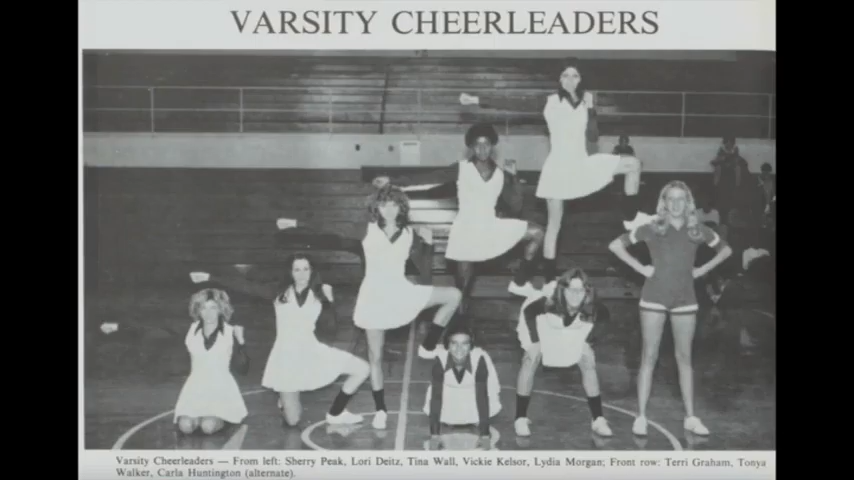 VARSITY CHEERLEADERS
Varsity Cheerleaders — From left: Sherry Peak, Lori Deitz, Tina Wall, Vickie Kelsor, Lydia Morgan; Front row: Terri Graham, Tonya
Walker, Carla Huntington (alternate).